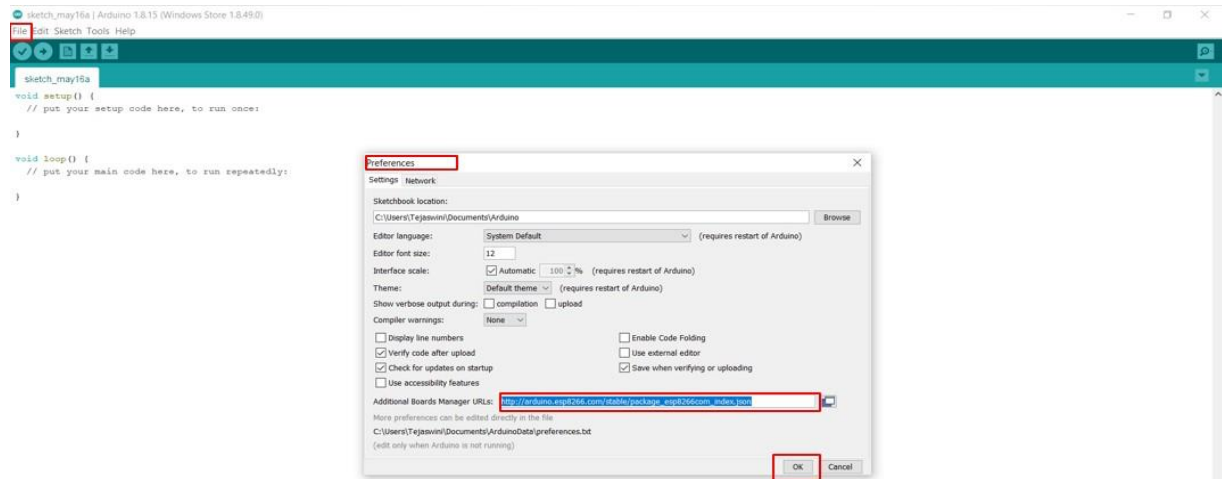 sketch_may16a | Arduino 1.8.15 (Windows Store 1.8.49.0)
File Edit Sketch Tools Help
sketch_may16a
void setup() {
// put your setup code here, to run once:
}
void loop() {
// put your main code here, to run repeatedly:
}
Preferences
Settings Network
Sketchbook location:
C:\Users\Tejaswini\Documents\Arduino Browse
Editor language: System Default (requires restart of Arduino)
Editor font size: 12
Interface scale: Automatic 100 % (requires restart of Arduino)
Theme: Default theme (requires restart of Arduino)
Show verbose output during: compilation upload
Compiler warnings: None
Display line numbers Enable Code Folding
Verify code after upload Use external editor
Check for updates on startup Save when verifying or uploading
Use accessibility features
Additional Boards Manager URLs: http://arduino.esp8266.com/stable/package_esp8266com_index.json
More preferences can be edited directly in the file
C:\Users\Tejaswini\Documents\ArduinoData\preferences.txt
(edit only when Arduino is not running)
OK Cancel